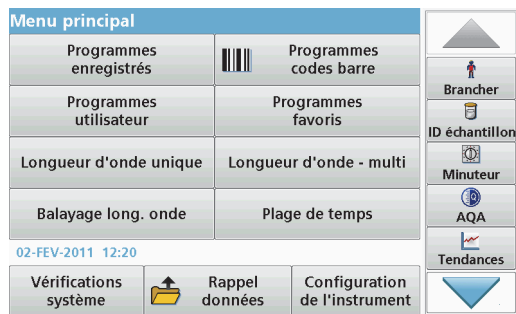 Menu principal
Programmes
enregistrés
Programmes
codes barre
Programmes
utilisateur
Programmes
favoris
Longueur d'onde unique
Longueur d'onde - multi
Balayage long. onde
Plage de temps
02-FEV-2011 12:20
Vérifications
système
Rappel
données
Configuration
de l'instrument
Brancher
ID échantillon
Minuteur
AQA
Tendances